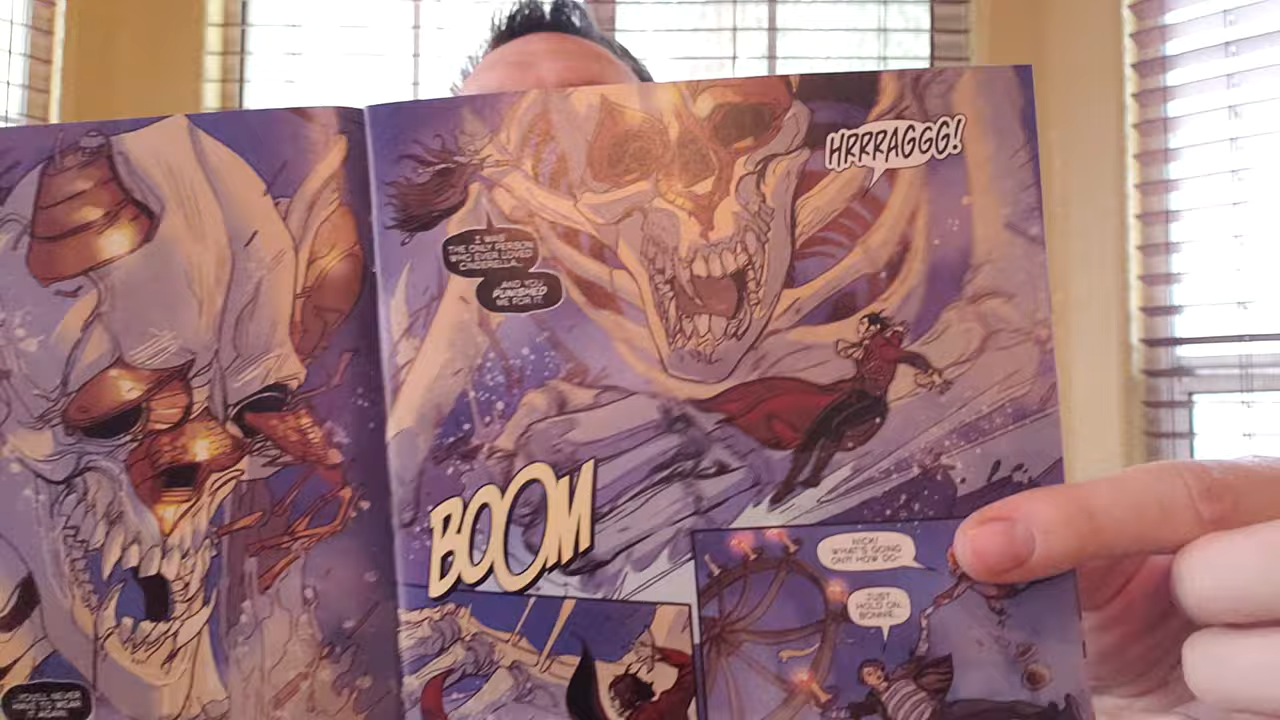 ...YOU'LL NEVER
HAVE TO WEAR
IT AGAIN.
HRRRAGGG!
I WAS
THE ONLY PERSON
WHO EVER LOVED
CINDERELLA...
...AND YOU
PUNISHED
ME FOR IT.
BOOM
NICK!
WHAT'S GOING
ON?! HOW DO--
JUST
HOLD ON,
BONNIE...